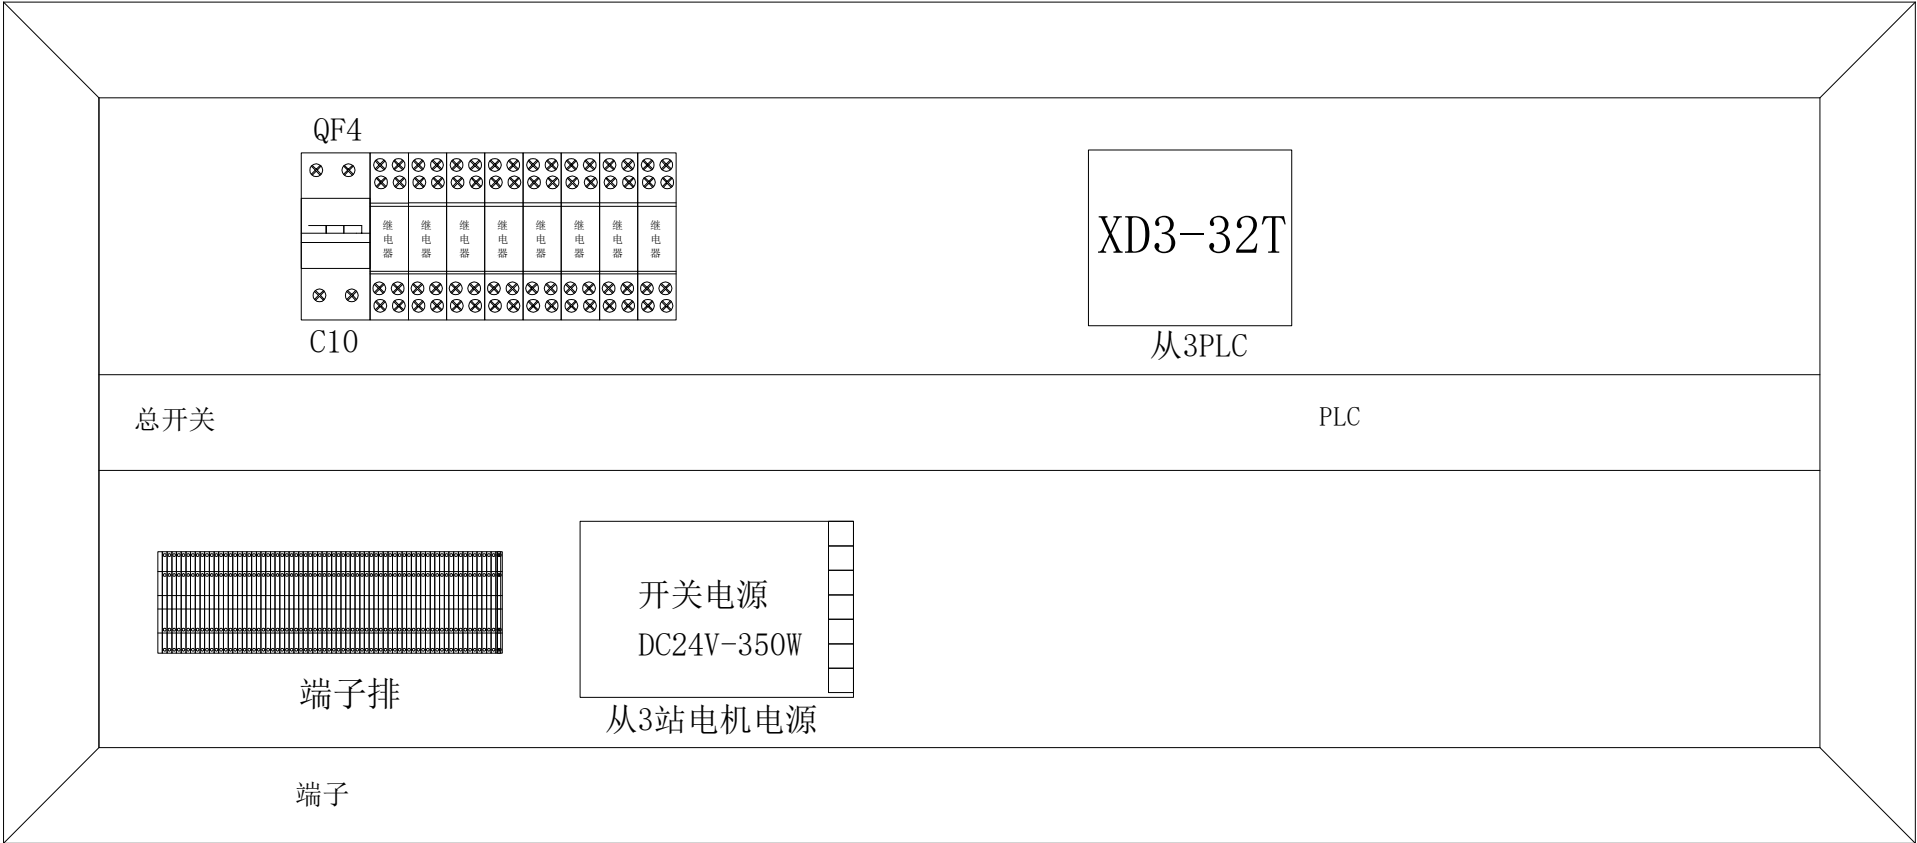 QF4
继电器 继电器 继电器 继电器 继电器 继电器 继电器 继电器
C10
XD3-32T
从3PLC
总开关
PLC
端子排
开关电源
DC24V-350W
从3站电机电源
端子